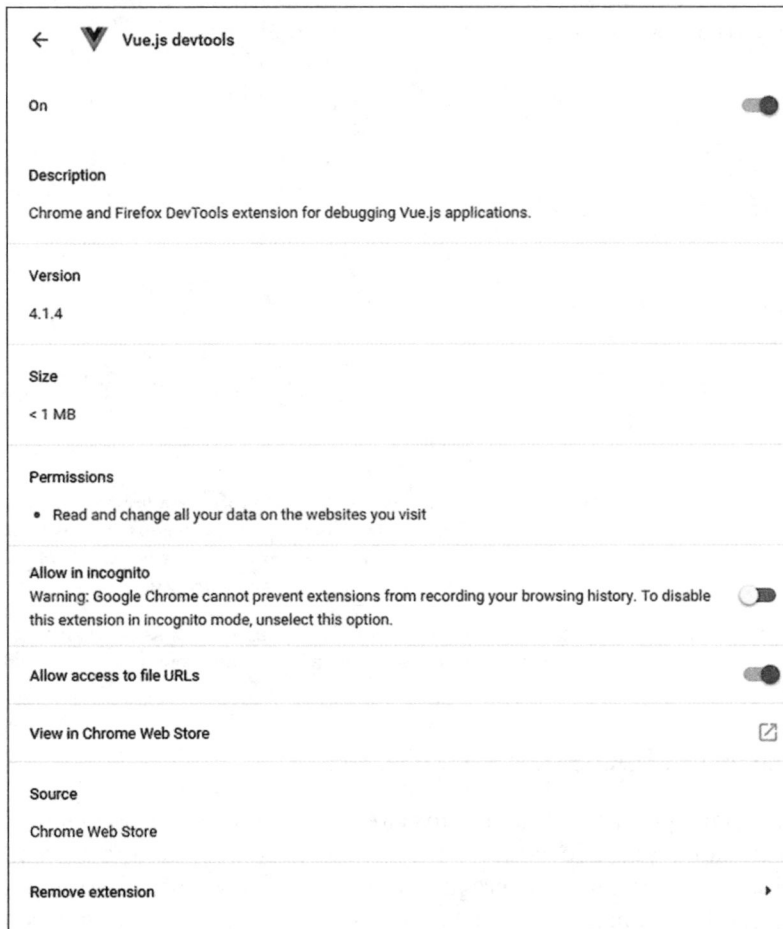 Vue.js devtools
On
Description
Chrome and Firefox DevTools extension for debugging Vue.js applications.
Version
4.1.4
Size
< 1 MB
Permissions
• Read and change all your data on the websites you visit
Allow in incognito
Warning: Google Chrome cannot prevent extensions from recording your browsing history. To disable
this extension in incognito mode, unselect this option.
Allow access to file URLs
View in Chrome Web Store
Source
Chrome Web Store
Remove extension